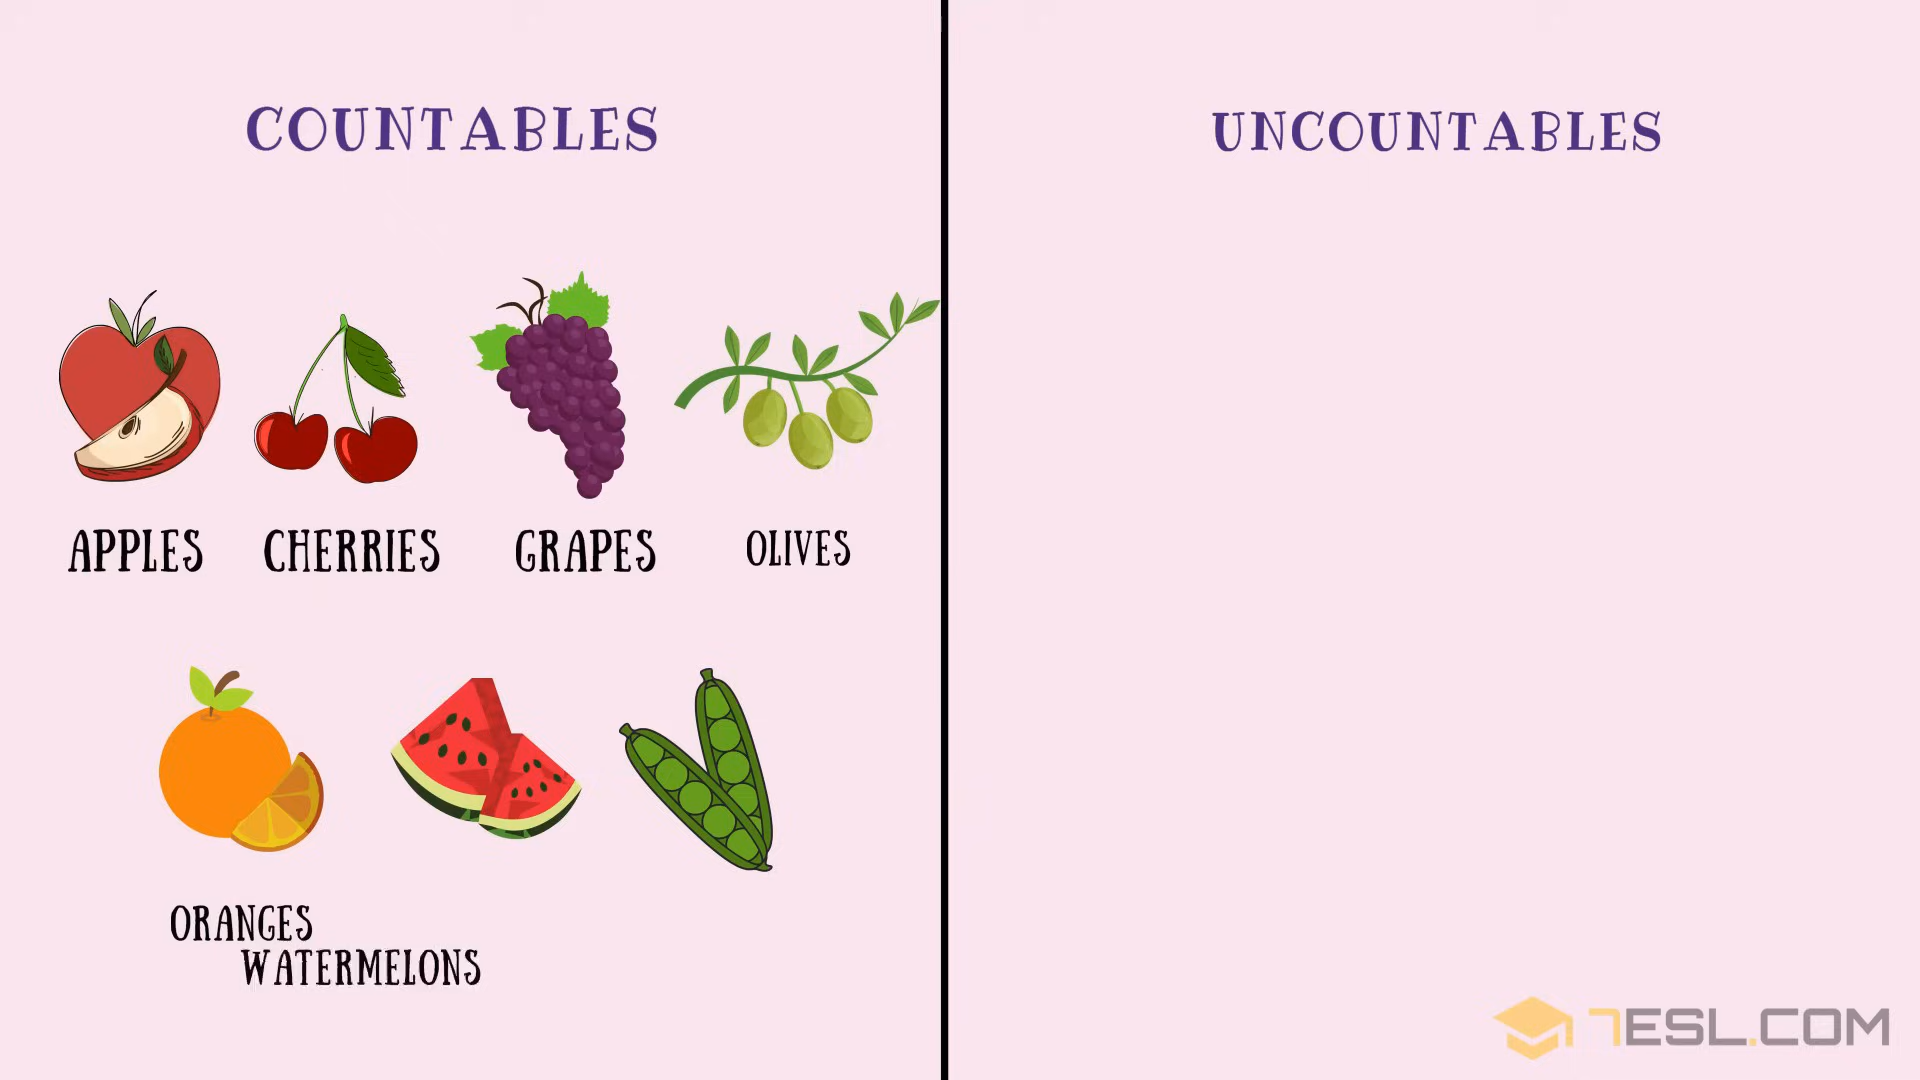 COUNTABLES
UNCOUNTABLES
APPLES CHERRIES GRAPES OLIVES
ORANGES
WATERMELONS
7ESL.COM